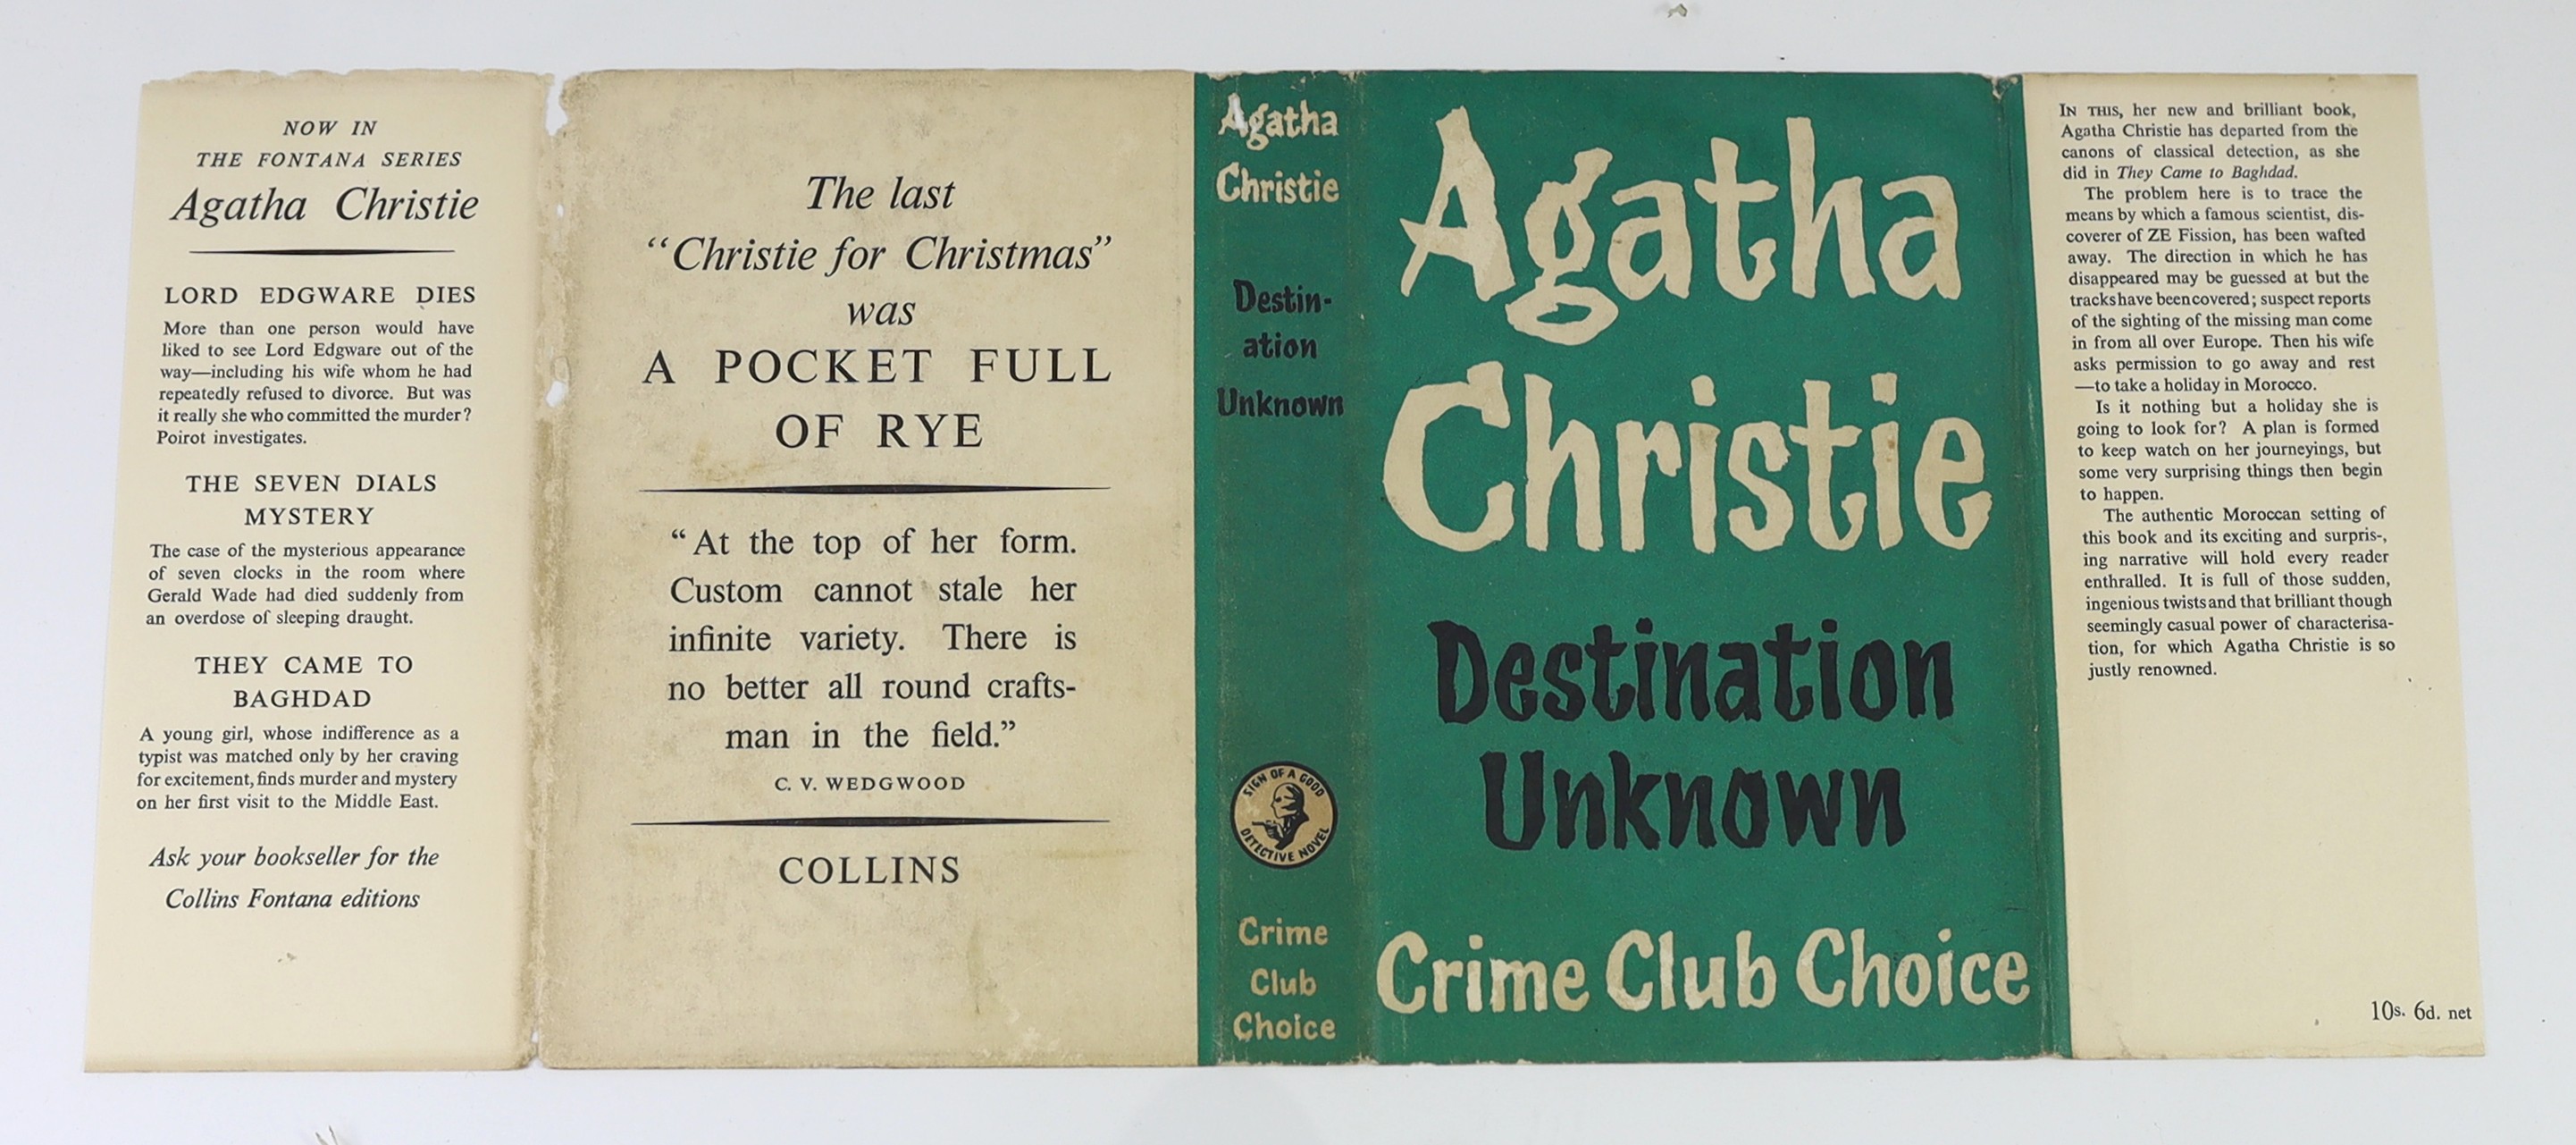 NOW IN
THE FONTANA SERIES
Agatha Christie
LORD EDGWARE DIES
More than one person would have
liked to see Lord Edgware out of the
way—including his wife whom he had
repeatedly refused to divorce. But was
it really she who committed the murder?
Poirot investigates.
THE SEVEN DIALS
MYSTERY
The case of the mysterious appearance
of seven clocks in the room where
Gerald Wade had died suddenly from
an overdose of sleeping draught.
THEY CAME TO
BAGHDAD
A young girl, whose indifference as a
typist was matched only by her craving
for excitement, finds murder and mystery
on her first visit to the Middle East.
Ask your bookseller for the
Collins Fontana editions
The last
“Christie for Christmas”
was
A POCKET FULL
OF RYE
“At the top of her form.
Custom cannot stale her
infinite variety. There is
no better all round crafts-
man in the field.”
C. V. WEDGWOOD
COLLINS
Agatha
Christie
Destin-
ation
Unknown
SIGN OF A GOOD
DETECTIVE NOVEL
Crime
Club
Choice
Agatha
Christie
Destination
Unknown
Crime Club Choice
IN THIS, her new and brilliant book,
Agatha Christie has departed from the
canons of classical detection, as she
did in They Came to Baghdad.
The problem here is to trace the
means by which a famous scientist, dis-
coverer of ZE Fission, has been wafted
away. The direction in which he has
disappeared may be guessed at but the
tracks have been covered; suspect reports
of the sighting of the missing man come
in from all over Europe. Then his wife
asks permission to go away and rest
—to take a holiday in Morocco.
Is it nothing but a holiday she is
going to look for? A plan is formed
to keep watch on her journeyings, but
some very surprising things then begin
to happen.
The authentic Moroccan setting of
this book and its exciting and surpris-,
ing narrative will hold every reader
enthralled. It is full of those sudden,
ingenious twists and that brilliant though
seemingly casual power of characterisa-
tion, for which Agatha Christie is so
justly renowned.
10s. 6d. net